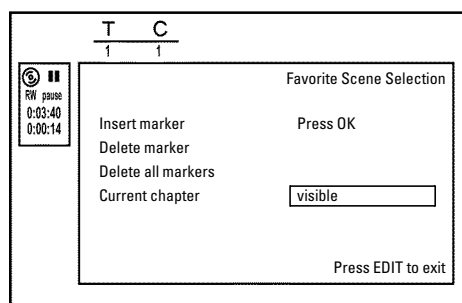 T C
1 1
RW pause
0:03:40
0:00:14
Favorite Scene Selection
Insert marker Press OK
Delete marker
Delete all markers
Current chapter visible
Press EDIT to exit